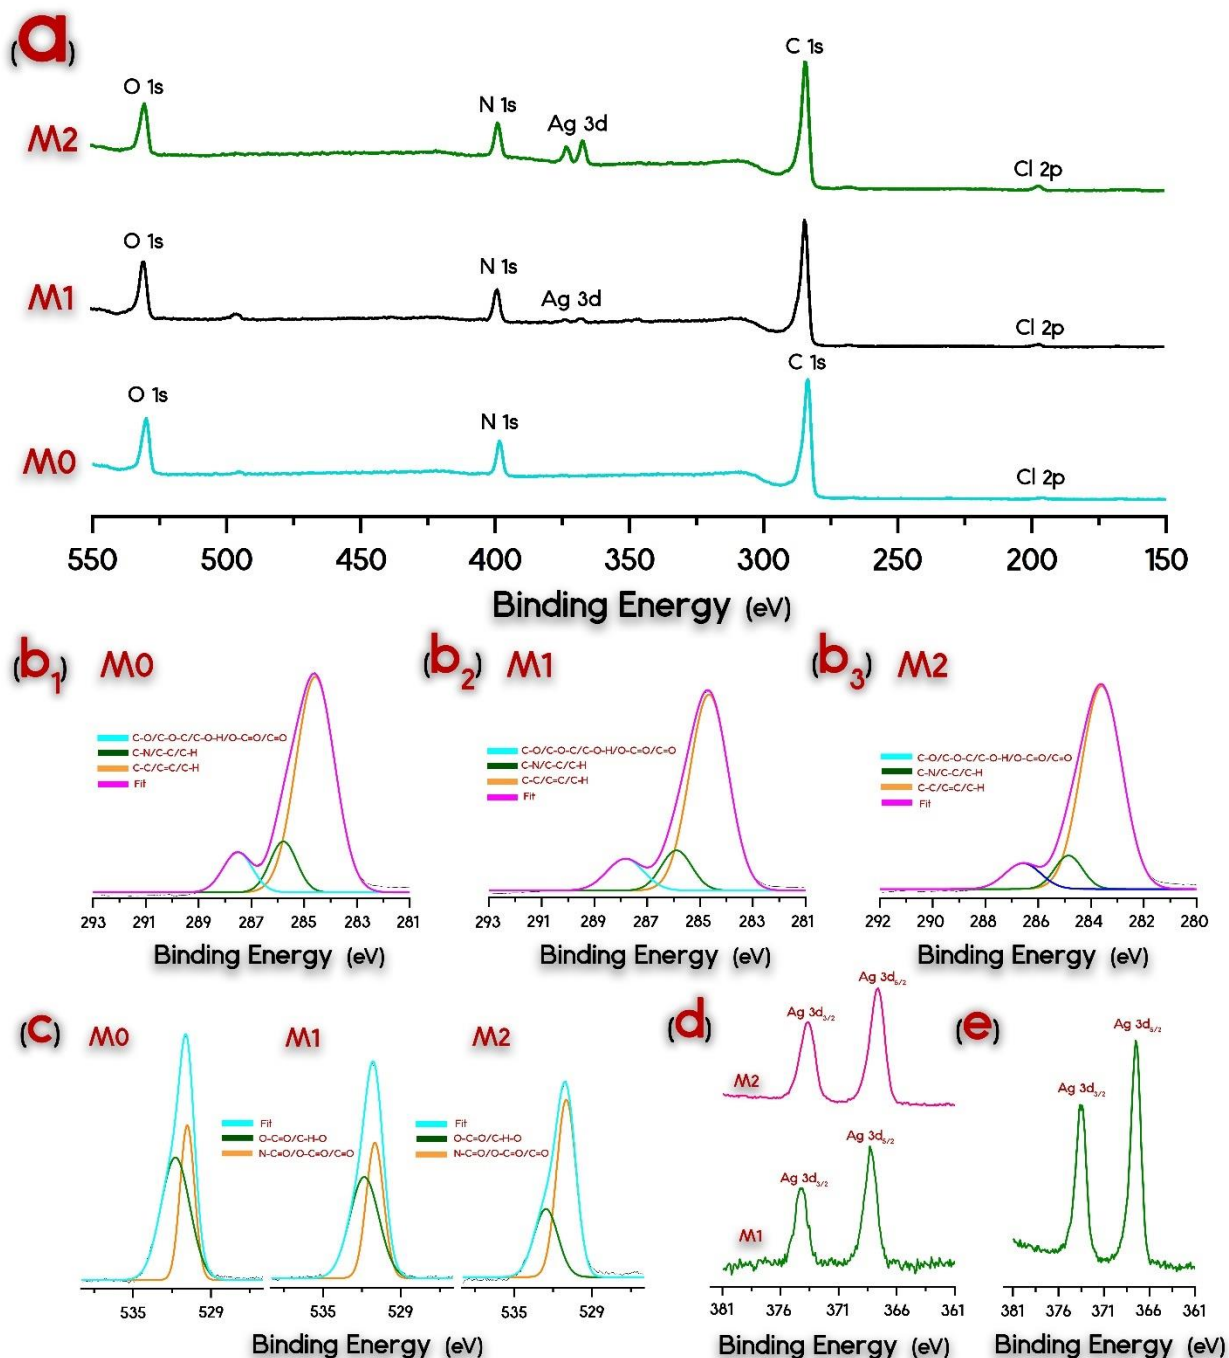 (a)
C 1s
O 1s
N 1s
Ag 3d
M2
Cl 2p
O 1s
N 1s
M1
Ag 3d
Cl 2p
C 1s
O 1s
N 1s
M0
Cl 2p
550 500 450 400 350 300 250 200 150
Binding Energy (eV)
(b1) M0
C-O/C-O-C/C-O-H/O-C=O/C=O
C-N/C-C/C-H
C-C/C=C/C-H
Fit
293 291 289 287 285 283 281
Binding Energy (eV)
(b2) M1
C-O/C-O-C/C-O-H/O-C=O/C=O
C-N/C-C/C-H
C-C/C=C/C-H
Fit
293 291 289 287 285 283 281
Binding Energy (eV)
(b3) M2
C-O/C-O-C/C-O-H/O-C=O/C=O
C-N/C-C/C-H
C-C/C=C/C-H
Fit
292 290 288 286 284 282 280
Binding Energy (eV)
(c) M0
M1
M2
Fit
O-C=O/C-H-O
N-C=O/O-C=O/C=O
Fit
O-C=O/C-H-O
N-C=O/O-C=O/C=O
535 529
535 529
535 529
Binding Energy (eV)
(d)
Ag 3d5/2
Ag 3d3/2
M2
Ag 3d5/2
Ag 3d3/2
M1
381 376 371 366 361
Binding Energy (eV)
(e)
Ag 3d5/2
Ag 3d3/2
381 376 371 366 361
Binding Energy (eV)